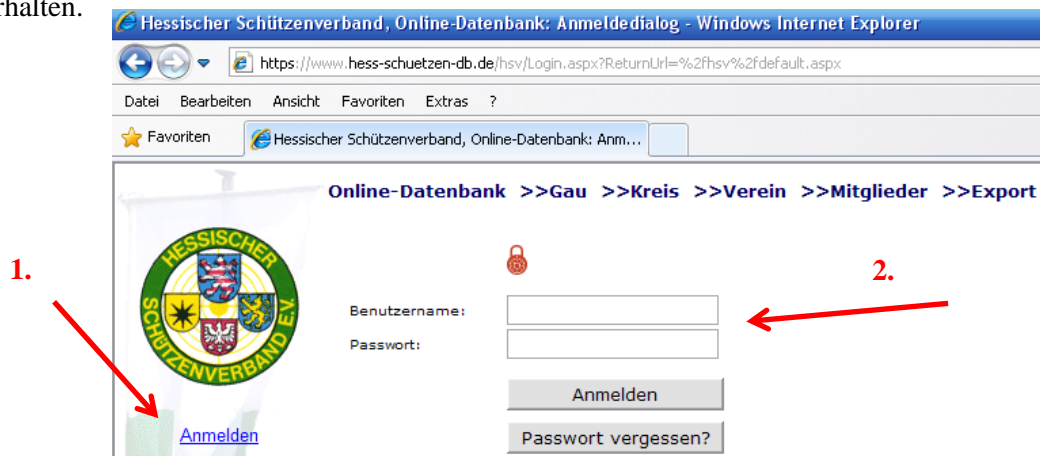 rhalten.
Hessischer Schützenverband, Online-Datenbank: Anmeldedialog - Windows Internet Explorer
https://www.hess-schuetzen-db.de/hsv/Login.aspx?ReturnUrl=%2fhsv%2fdefault.aspx
Datei Bearbeiten Ansicht Favoriten Extras ?
Favoriten Hessischer Schützenverband, Online-Datenbank: Anm...
Online-Datenbank >>Gau >>Kreis >>Verein >>Mitglieder >>Export
HESSISCHER SCHÜTZENVERBAND E.V.
1.
2.
Benutzername:
Passwort:
Anmelden
Anmelden
Passwort vergessen?